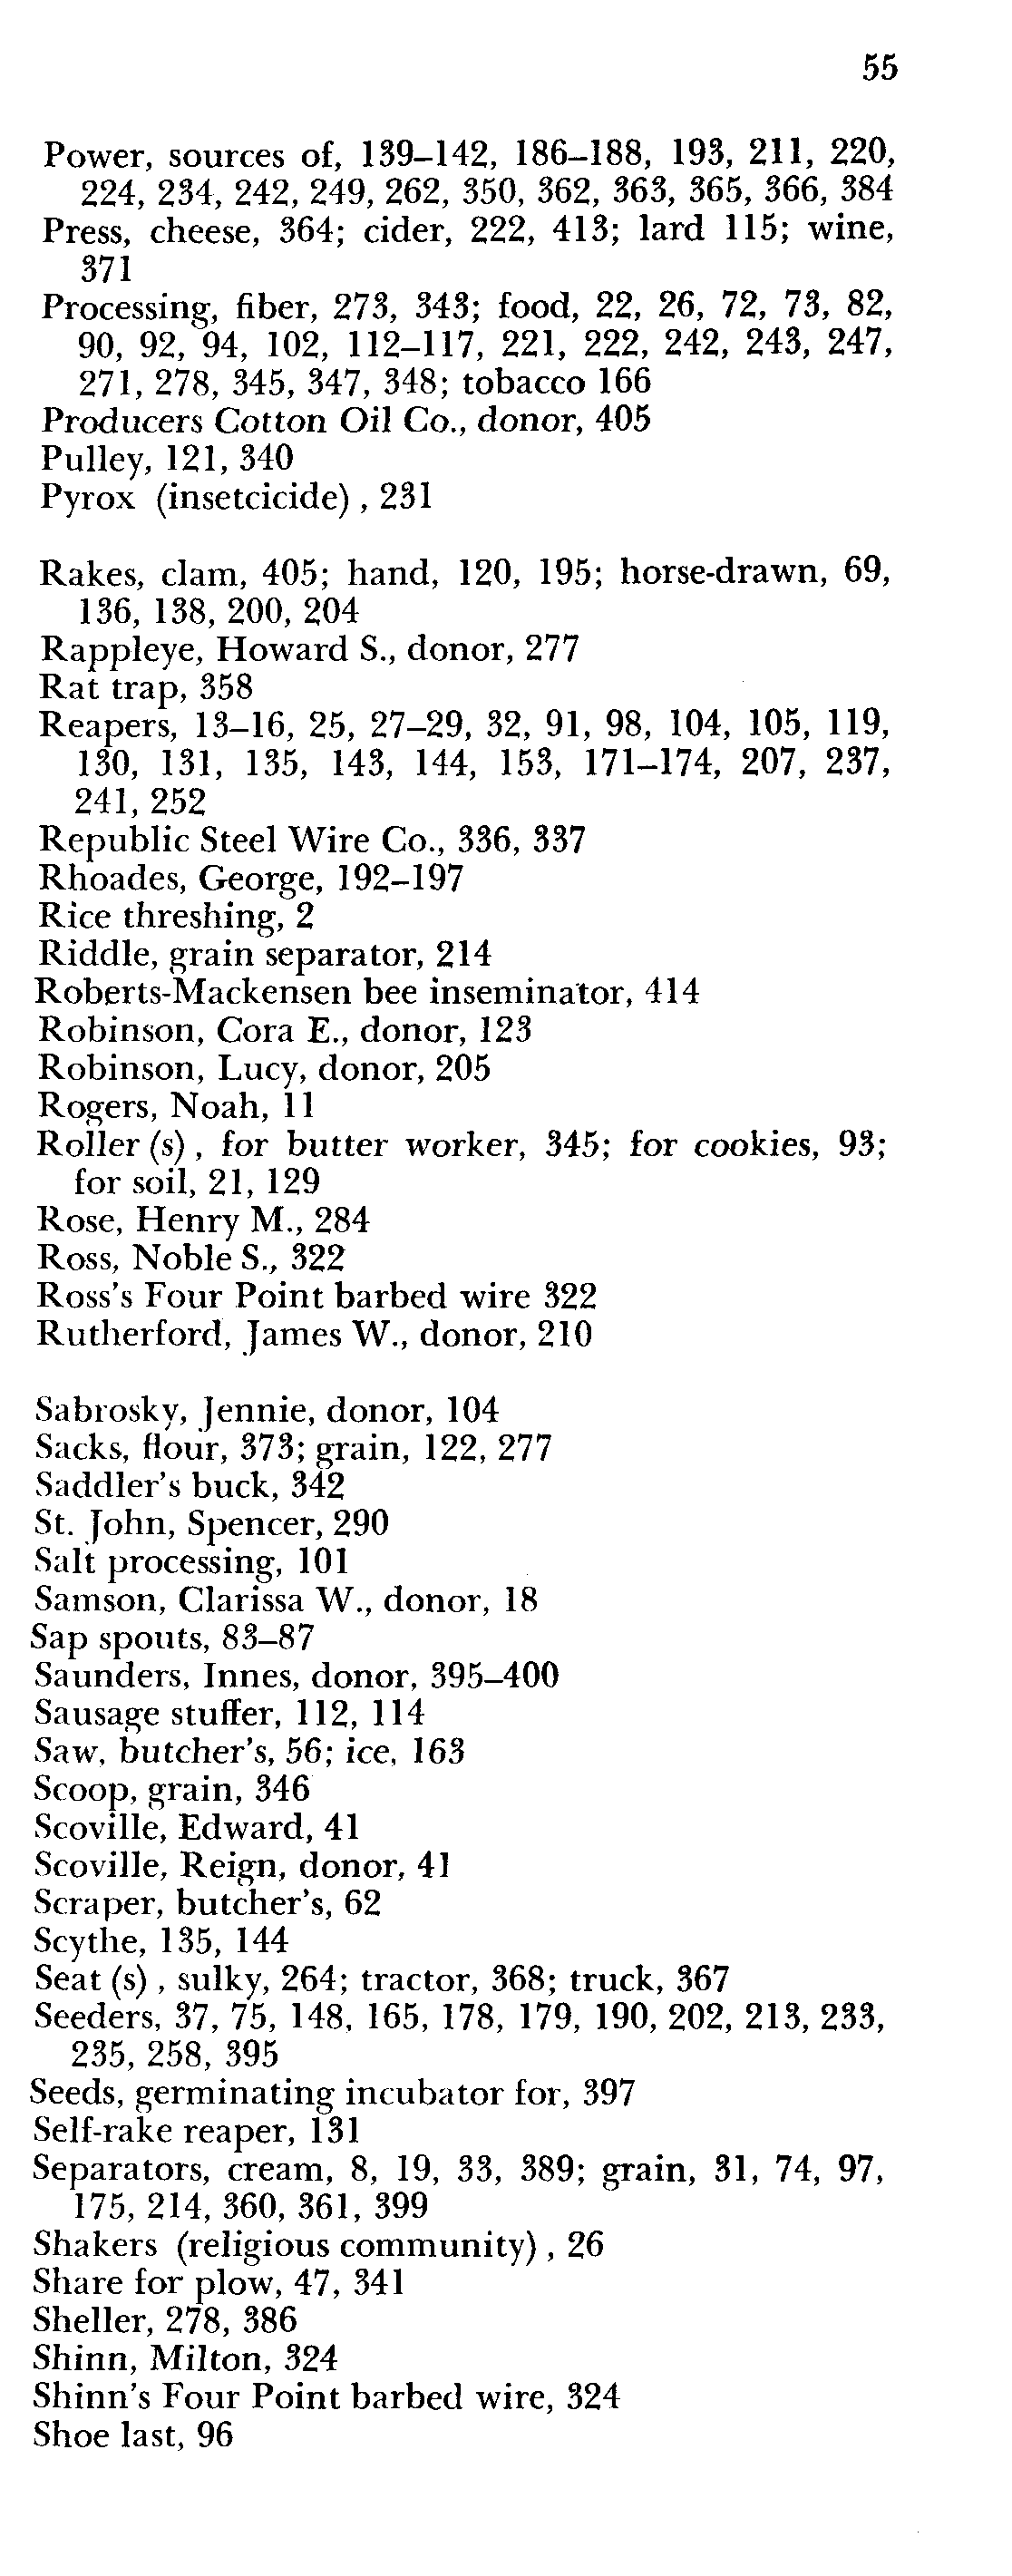 55
Power, sources of, 139–142, 186–188, 193, 211, 220,
224, 234, 242, 249, 262, 350, 362, 363, 365, 366, 384
Press, cheese, 364; cider, 222, 413; lard 115; wine,
371
Processing, fiber, 273, 343; food, 22, 26, 72, 73, 82,
90, 92, 94, 102, 112–117, 221, 222, 242, 243, 247,
271, 278, 345, 347, 348; tobacco 166
Producers Cotton Oil Co., donor, 405
Pulley, 121, 340
Pyrox (insetcicide), 231
Rakes, clam, 405; hand, 120, 195; horse-drawn, 69,
136, 138, 200, 204
Rappleye, Howard S., donor, 277
Rat trap, 358
Reapers, 13–16, 25, 27–29, 32, 91, 98, 104, 105, 119,
130, 131, 135, 143, 144, 153, 171–174, 207, 237,
241, 252
Republic Steel Wire Co., 336, 337
Rhoades, George, 192–197
Rice threshing, 2
Riddle, grain separator, 214
Roberts-Mackensen bee inseminator, 414
Robinson, Cora E., donor, 123
Robinson, Lucy, donor, 205
Rogers, Noah, 11
Roller (s), for butter worker, 345; for cookies, 93;
for soil, 21, 129
Rose, Henry M., 284
Ross, Noble S., 322
Ross's Four Point barbed wire 322
Rutherford, James W., donor, 210
Sabrosky, Jennie, donor, 104
Sacks, flour, 373; grain, 122, 277
Saddler's buck, 342
St. John, Spencer, 290
Salt processing, 101
Samson, Clarissa W., donor, 18
Sap spouts, 83–87
Saunders, Innes, donor, 395–400
Sausage stuffer, 112, 114
Saw, butcher's, 56; ice, 163
Scoop, grain, 346
Scoville, Edward, 41
Scoville, Reign, donor, 41
Scraper, butcher's, 62
Scythe, 135, 144
Seat (s), sulky, 264; tractor, 368; truck, 367
Seeders, 37, 75, 148, 165, 178, 179, 190, 202, 213, 233,
235, 258, 395
Seeds, germinating incubator for, 397
Self-rake reaper, 131
Separators, cream, 8, 19, 33, 389; grain, 31, 74, 97,
175, 214, 360, 361, 399
Shakers (religious community), 26
Share for plow, 47, 341
Sheller, 278, 386
Shinn, Milton, 324
Shinn's Four Point barbed wire, 324
Shoe last, 96